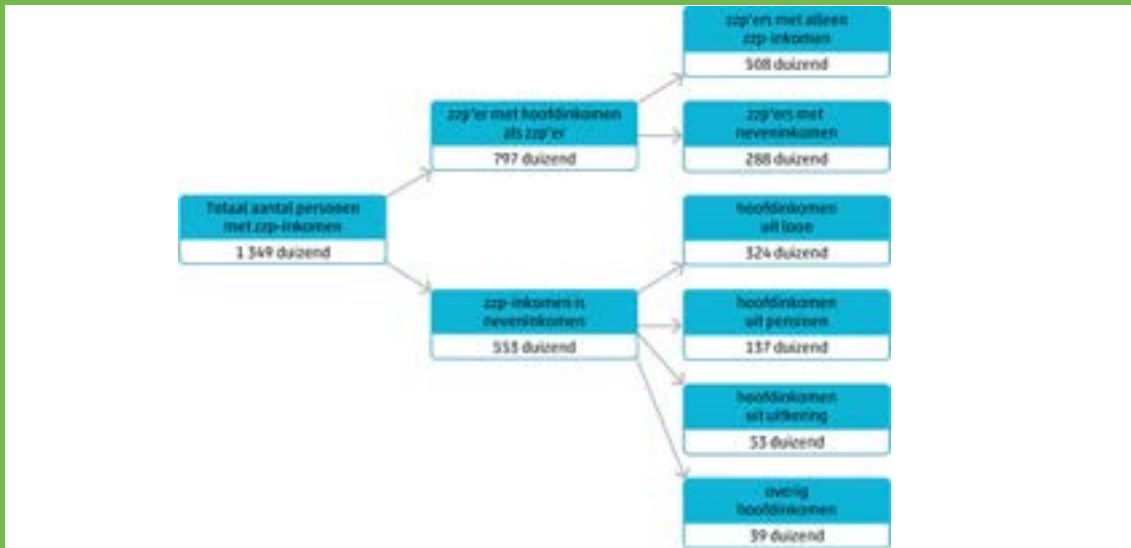 zzp'ers met alleen
zzp-inkomen
508 duizend
zzp'er met hoofdinkomen
als zzp'er
797 duizend
zzp'ers met
neveninkomen
288 duizend
Totaal aantal personen
met zzp-inkomen
1 349 duizend
hoofdinkomen
uit loon
324 duizend
zzp-inkomen is
neveninkomen
553 duizend
hoofdinkomen
uit pensioen
137 duizend
hoofdinkomen
uit uitkering
53 duizend
overig
hoofdinkomen
39 duizend